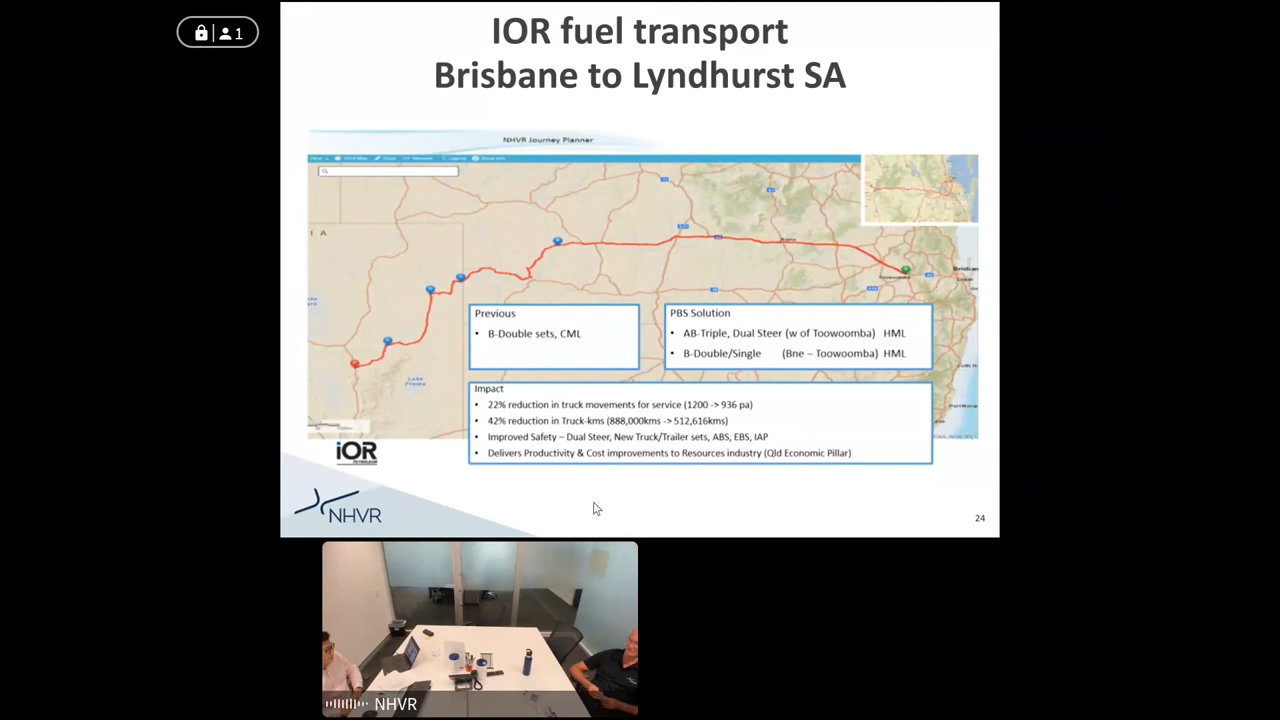 1
IOR fuel transport
Brisbane to Lyndhurst SA
NHVR Journey Planner
Previous
• B-Double sets, CML
PBS Solution
• AB-Triple, Dual Steer (w of Toowoomba) HML
• B-Double/Single (Bne – Toowoomba) HML
Impact
• 22% reduction in truck movements for service (1200 -> 936 pa)
• 42% reduction in Truck-kms (888,000kms -> 512,616kms)
• Improved Safety – Dual Steer, New Truck/Trailer sets, ABS, EBS, IAP
• Delivers Productivity & Cost improvements to Resources industry (Qld Economic Pillar)
iOR
PETROLEUM
NHVR
24
NHVR